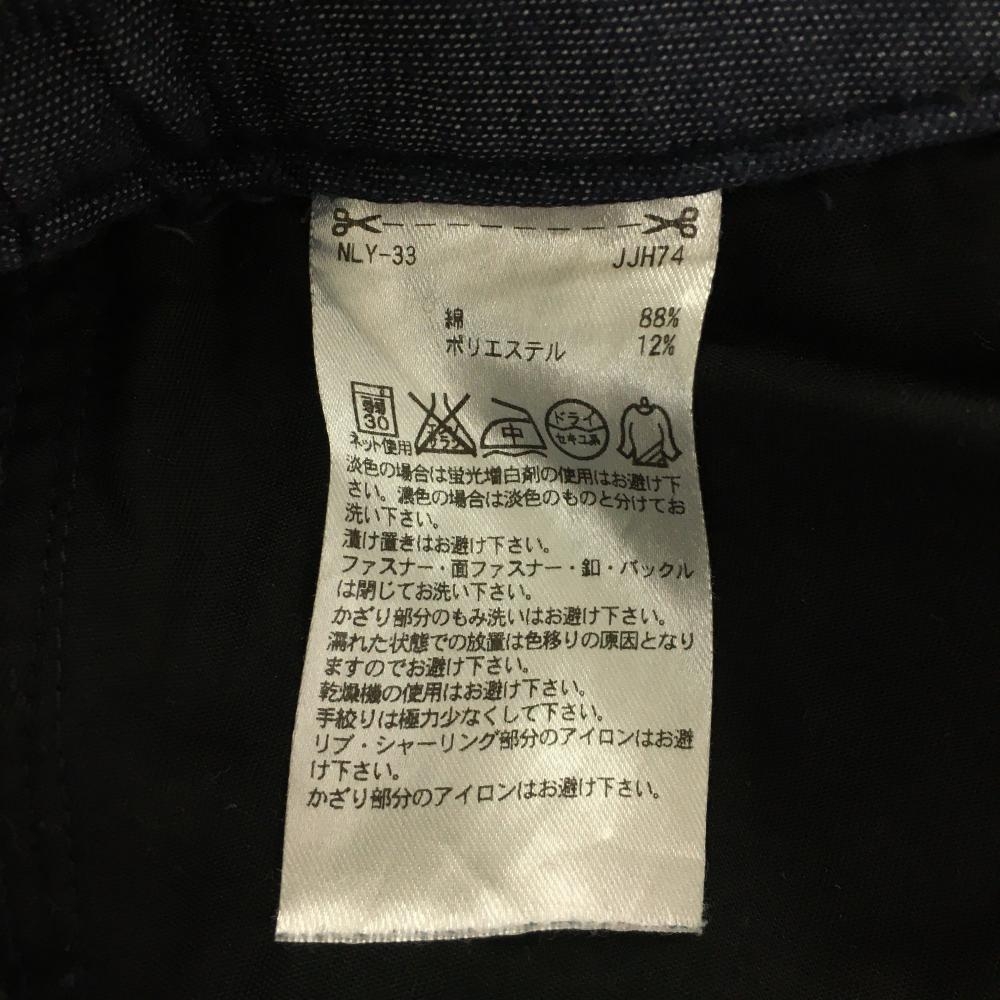 NLY-33 JJH74
綿 88%
ポリエステル 12%
弱
30
ネット使用
エンソ
サラシ
中
ドライ
セキユ系
淡色の場合は蛍光増白剤の使用はお避け下
さい。濃色の場合は淡色のものと分けてお
洗い下さい。
漬け置きはお避け下さい。
ファスナー・面ファスナー・釦・バックル
は閉じてお洗い下さい。
かざり部分のもみ洗いはお避け下さい。
濡れた状態での放置は色移りの原因となり
ますのでお避け下さい。
乾燥機の使用はお避け下さい。
手絞りは極力少なくして下さい。
リブ・シャーリング部分のアイロンはお避
け下さい。
かざり部分のアイロンはお避け下さい。